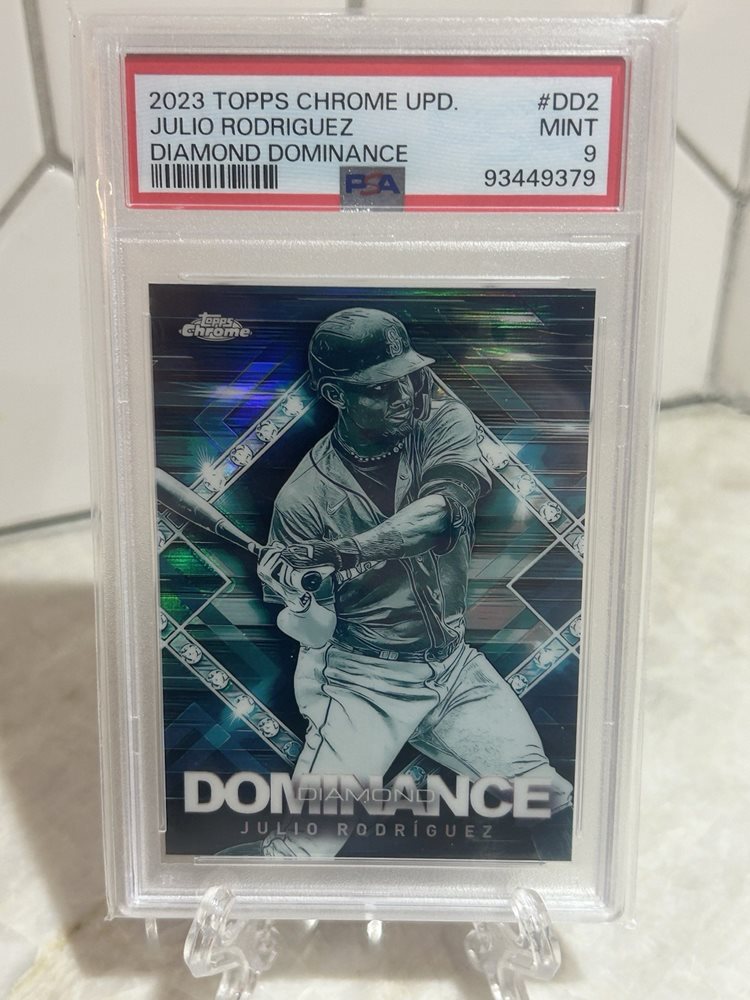 2023 TOPPS CHROME UPD. #DD2
JULIO RODRIGUEZ MINT
DIAMOND DOMINANCE 9
PSA 93449379
Topps
Chrome
S
DOMINANCE
DIAMOND
JULIO RODRÍGUEZ